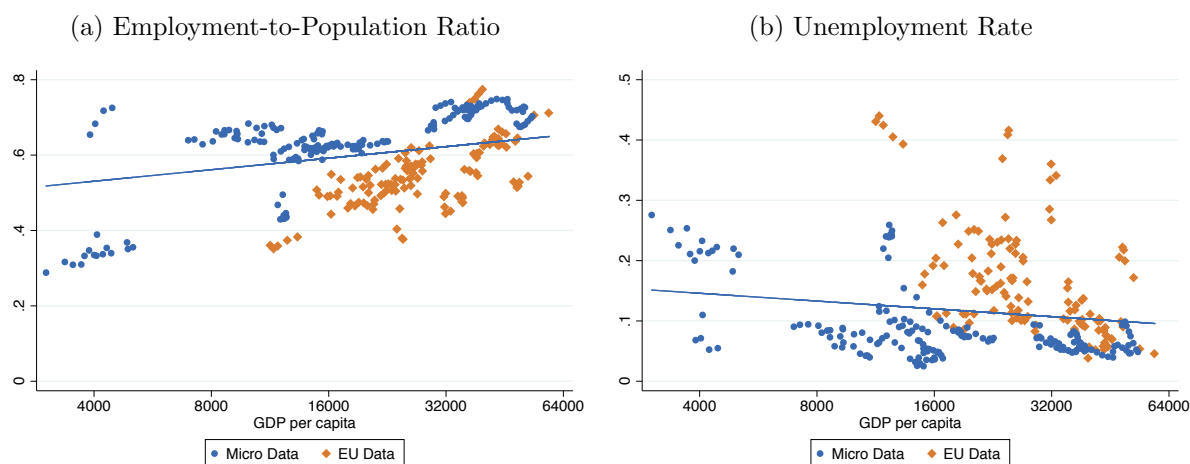 (a) Employment-to-Population Ratio
.8
.6
.4
.2
0
4000 8000 16000 32000 64000
GDP per capita
Micro Data EU Data
(b) Unemployment Rate
.5
.4
.3
.2
.1
0
4000 8000 16000 32000 64000
GDP per capita
Micro Data EU Data